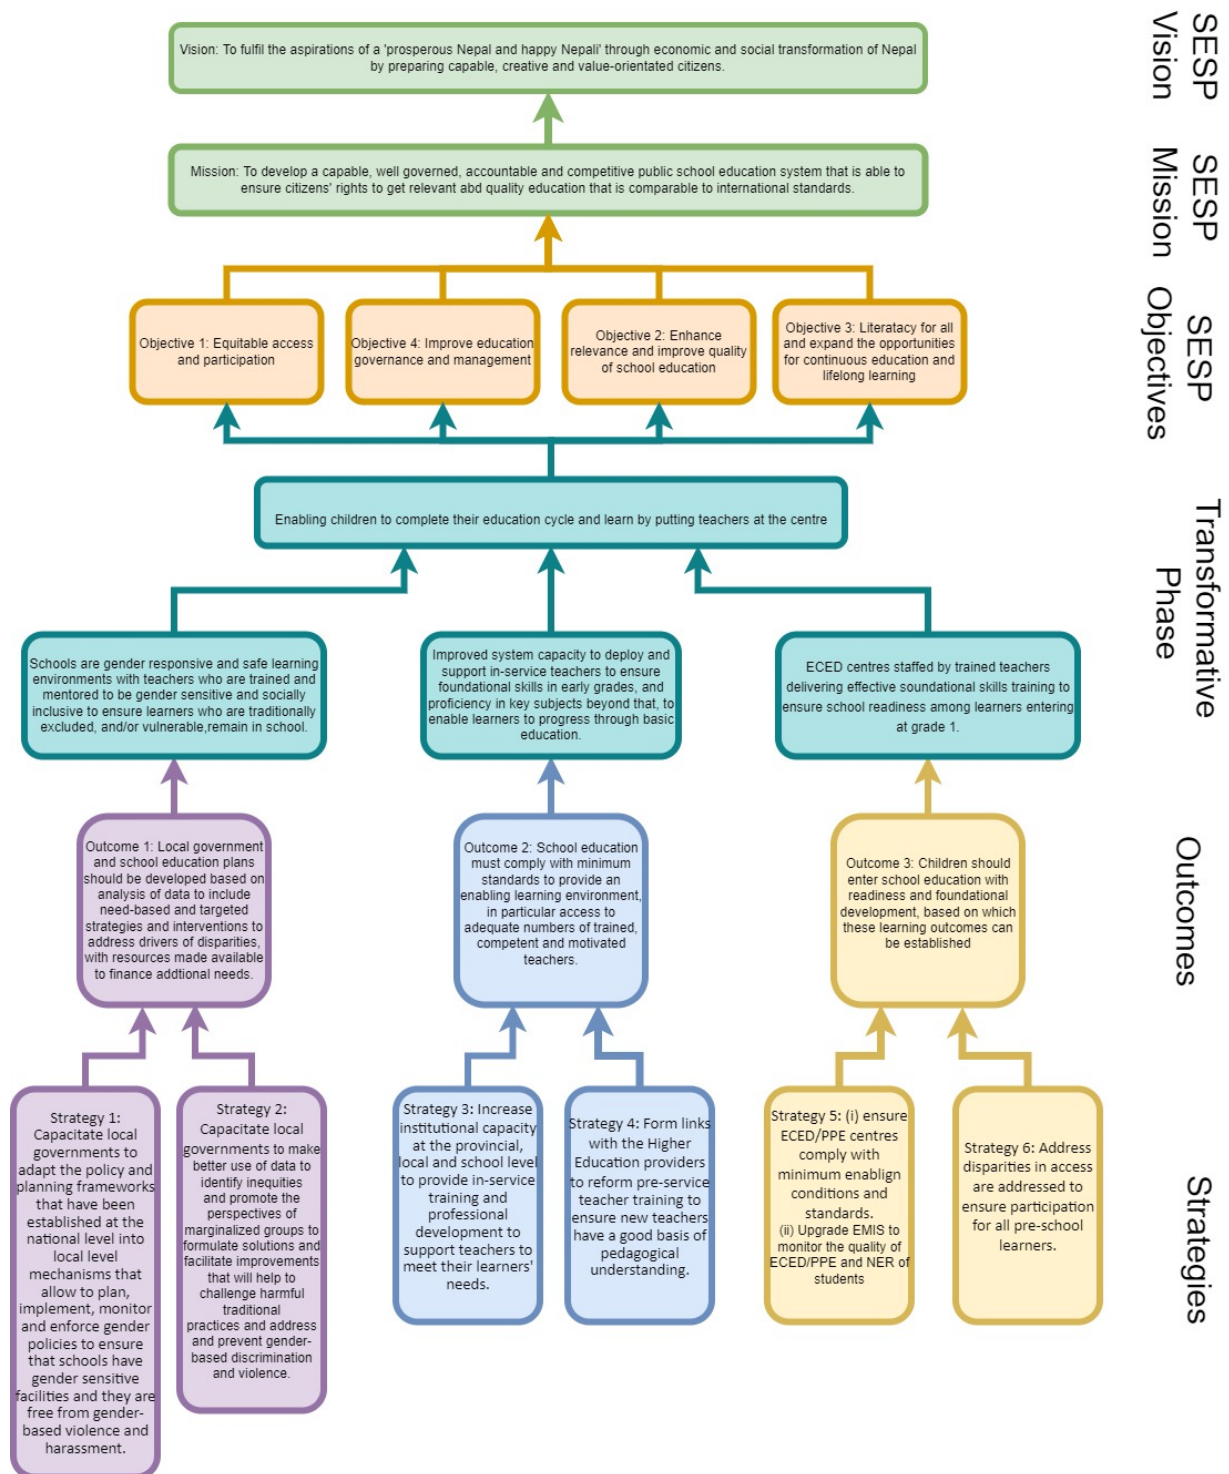 SESP
Vision
Vision: To fulfil the aspirations of a 'prosperous Nepal and happy Nepali' through economic and social transformation of Nepal
by preparing capable, creative and value-orientated citizens.
SESP
Mission
Mission: To develop a capable, well governed, accountable and competitive public school education system that is able to
ensure citizens' rights to get relevant abd quality education that is comparable to international standards.
SESP
Objectives
Objective 1: Equitable access
and participation
Objective 4: Improve education
governance and management
Objective 2: Enhance
relevance and improve quality
of school education
Objective 3: Literatacy for all
and expand the opportunities
for continuous education and
lifelong learning
Transformative
Phase
Enabling children to complete their education cycle and learn by putting teachers at the centre
Schools are gender responsive and safe learning
environments with teachers who are trained and
mentored to be gender sensitive and socially
inclusive to ensure learners who are traditionally
excluded, and/or vulnerable,remain in school.
Improved system capacity to deploy and
support in-service teachers to ensure
foundational skills in early grades, and
proficiency in key subjects beyond that, to
enable learners to progress through basic
education.
ECED centres staffed by trained teachers
delivering effective soundational skills training to
ensure school readiness among learners entering
at grade 1.
Outcomes
Outcome 1: Local government
and school education plans
should be developed based on
analysis of data to include
need-based and targeted
strategies and interventions to
address drivers of disparities,
with resources made available
to finance addtional needs.
Outcome 2: School education
must comply with minimum
standards to provide an
enabling learning environment,
in particular access to
adequate numbers of trained,
competent and motivated
teachers.
Outcome 3: Children should
enter school education with
readiness and foundational
development, based on which
these learning outcomes can
be established
Strategies
Strategy 1:
Capacitate local
governments to
adapt the policy and
planning frameworks
that have been
established at the
national level into
local level
mechanisms that
allow to plan,
implement, monitor
and enforce gender
policies to ensure
that schools have
gender sensitive
facilities and they are
free from gender-
based violence and
harassment.
Strategy 2:
Capacitate local
governments to make
better use of data to
identify inequities
and promote the
perspectives of
marginalized groups to
formulate solutions and
facilitate improvements
that will help to
challenge harmful
traditional
practices and address
and prevent gender-
based discrimination
and violence.
Strategy 3: Increase
institutional capacity
at the provincial,
local and school level
to provide in-service
training and
professional
development to
support teachers to
meet their learners'
needs.
Strategy 4: Form links
with the Higher
Education providers
to reform pre-service
teacher training to
ensure new teachers
have a good basis of
pedagogical
understanding.
Strategy 5: (i) ensure
ECED/PPE centres
comply with
minimum enablign
conditions and
standards.
(ii) Upgrade EMIS to
monitor the quality of
ECED/PPE and NER of
students
Strategy 6: Address
disparities in access
are addressed to
ensure participation
for all pre-school
learners.